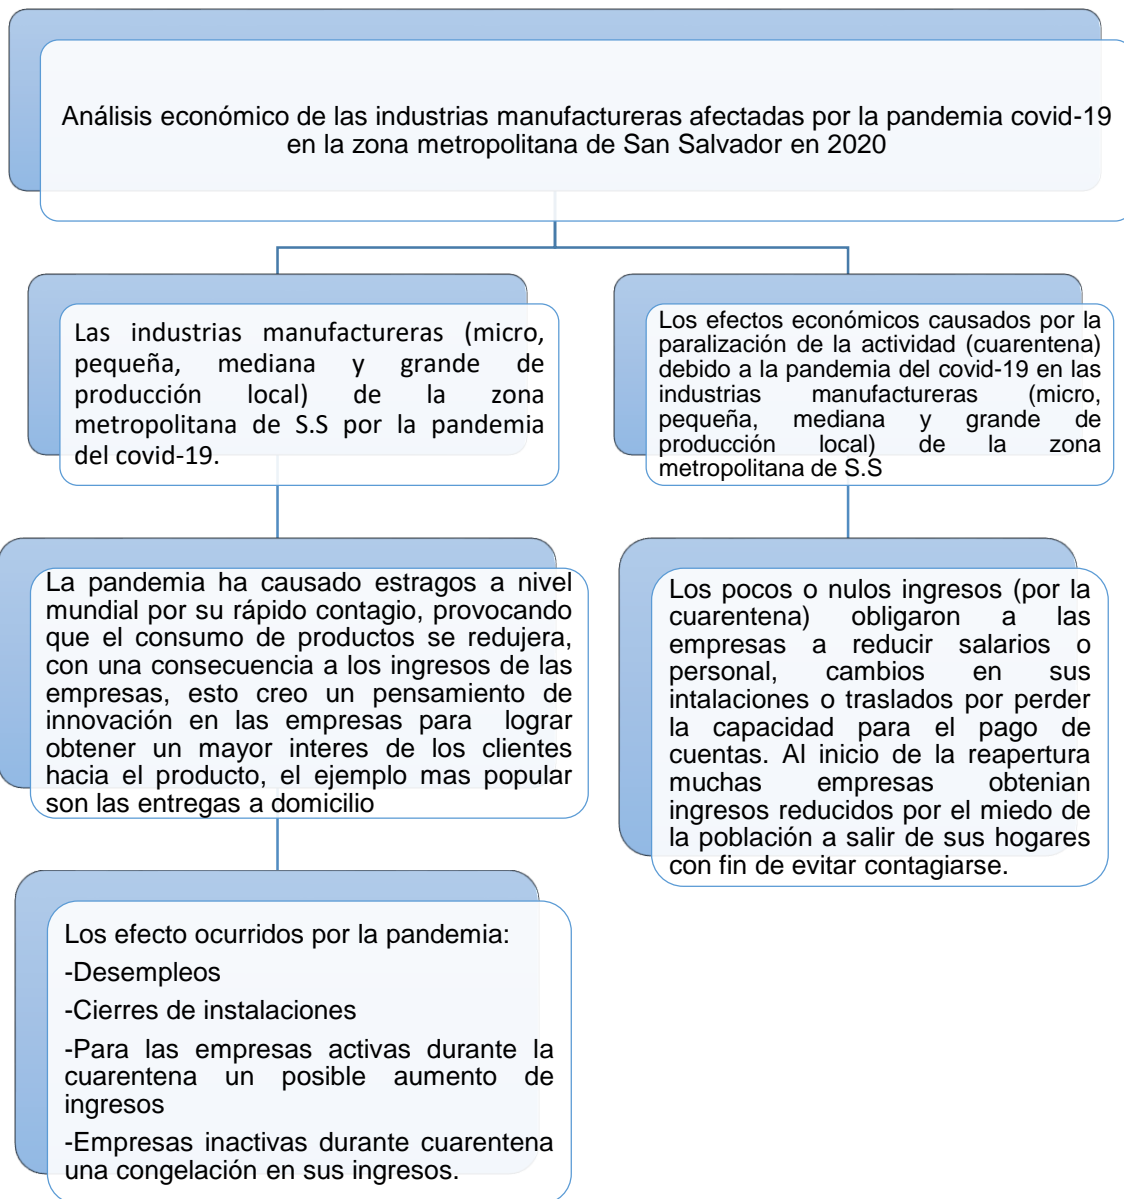 Análisis económico de las industrias manufactureras afectadas por la pandemia covid-19
en la zona metropolitana de San Salvador en 2020
Las industrias manufactureras (micro,
pequeña, mediana y grande de
producción local) de la zona
metropolitana de S.S por la pandemia
del covid-19.
Los efectos económicos causados por la
paralización de la actividad (cuarentena)
debido a la pandemia del covid-19 en las
industrias manufactureras (micro,
pequeña, mediana y grande de
producción local) de la zona
metropolitana de S.S
La pandemia ha causado estragos a nivel
mundial por su rápido contagio, provocando
que el consumo de productos se redujera,
con una consecuencia a los ingresos de las
empresas, esto creo un pensamiento de
innovación en las empresas para lograr
obtener un mayor interes de los clientes
hacia el producto, el ejemplo mas popular
son las entregas a domicilio
Los pocos o nulos ingresos (por la
cuarentena) obligaron a las
empresas a reducir salarios o
personal, cambios en sus
intalaciones o traslados por perder
la capacidad para el pago de
cuentas. Al inicio de la reapertura
muchas empresas obtenian
ingresos reducidos por el miedo de
la población a salir de sus hogares
con fin de evitar contagiarse.
Los efecto ocurridos por la pandemia:
-Desempleos
-Cierres de instalaciones
-Para las empresas activas durante la
cuarentena un posible aumento de
ingresos
-Empresas inactivas durante cuarentena
una congelación en sus ingresos.